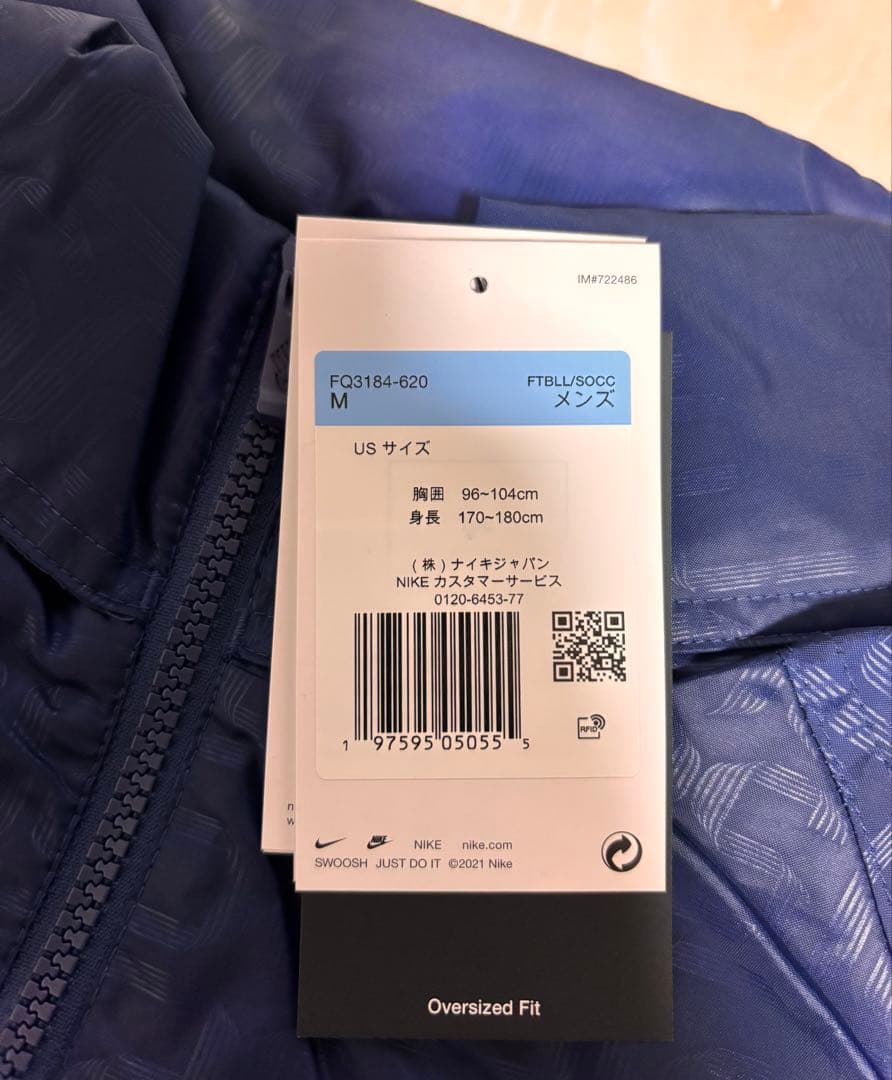 IM#722486
FQ3184-620 FTBLL/SOCC
M メンズ
US サイズ
胸囲 96~104cm
身長 170~180cm
(株)ナイキジャパン
NIKE カスタマーサービス
0120-6453-77
1 97595 05055 5
RFID
NIKE nike.com
SWOOSH JUST DO IT ©2021 Nike
Oversized Fit